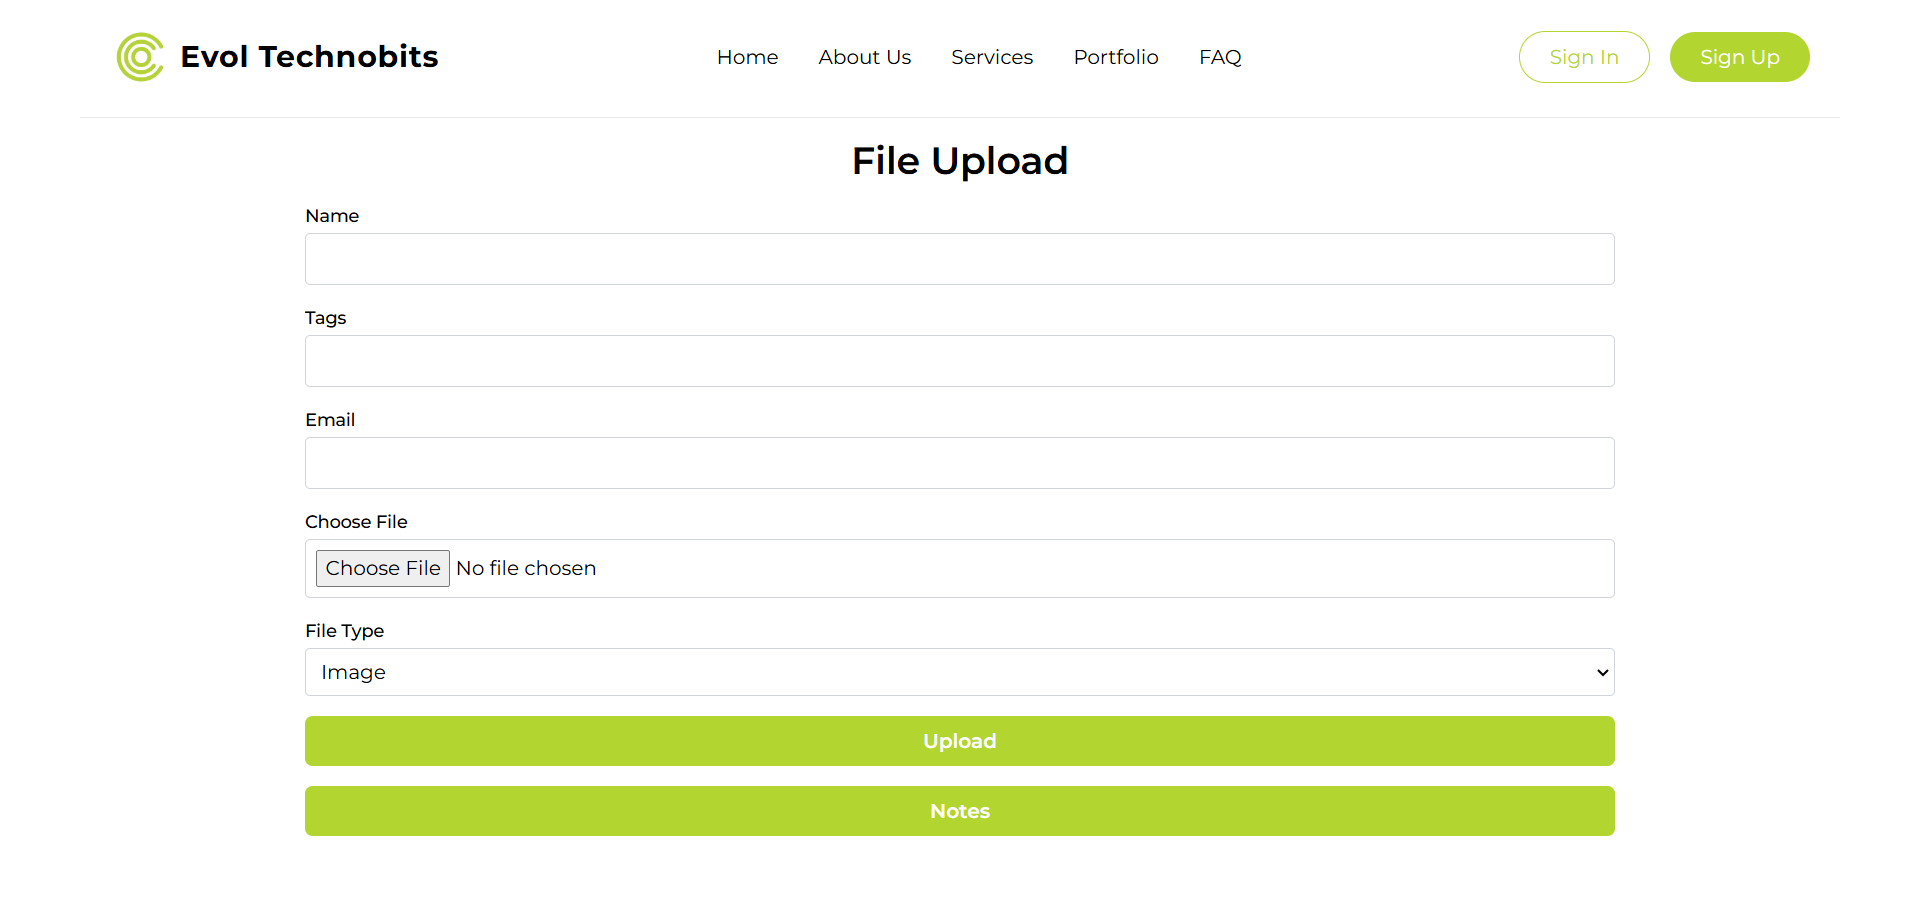 Evol Technobits Home About Us Services Portfolio FAQ Sign In Sign Up
File Upload
Name
Tags
Email
Choose File
Choose File No file chosen
File Type
Image
Upload
Notes